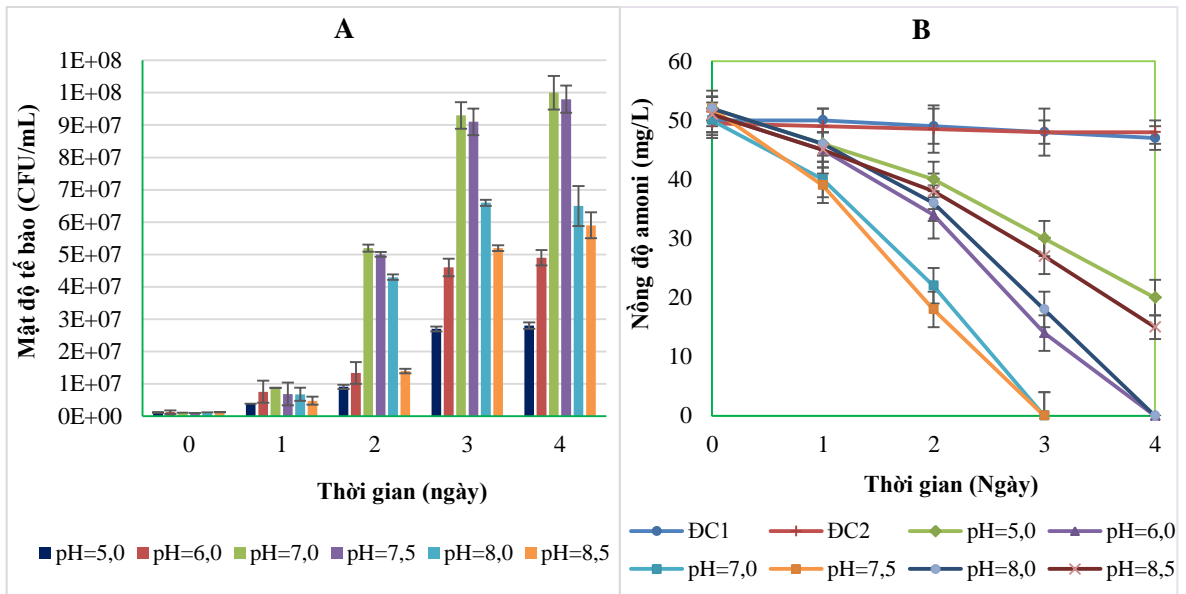 A
Mật độ tế bào (CFU/mL)
1E+08
1E+08
9E+07
8E+07
7E+07
6E+07
5E+07
4E+07
3E+07
2E+07
1E+07
0E+00
0 1 2 3 4
Thời gian (ngày)
pH=5,0 pH=6,0 pH=7,0 pH=7,5 pH=8,0 pH=8,5
B
Nồng độ amoni (mg/L)
60
50
40
30
20
10
0
0 1 2 3 4
Thời gian (Ngày)
ĐC1 ĐC2 pH=5,0 pH=6,0
pH=7,0 pH=7,5 pH=8,0 pH=8,5